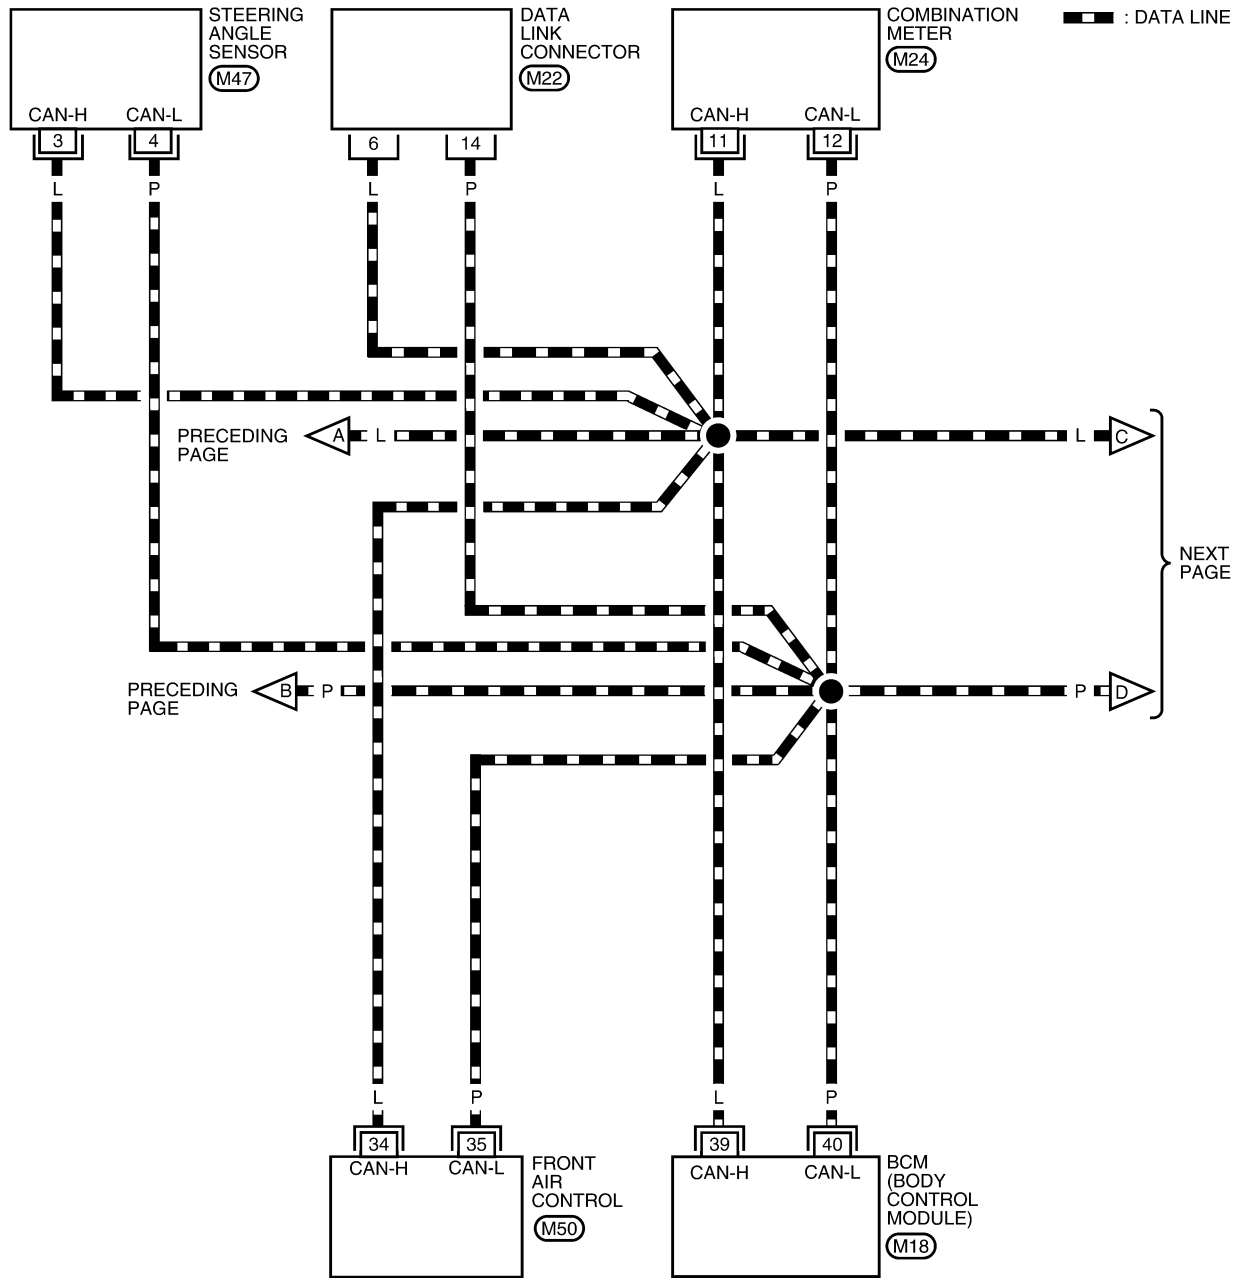 STEERING
ANGLE
SENSOR
M47
DATA
LINK
CONNECTOR
M22
COMBINATION
METER
M24
: DATA LINE
CAN-H
CAN-L
CAN-H
CAN-L
3
4
6
14
11
12
L
P
L
P
L
P
PRECEDING
PAGE
A
L
L
C
NEXT
PAGE
PRECEDING
PAGE
B
P
P
D
L
P
L
P
34
35
39
40
CAN-H
CAN-L
CAN-H
CAN-L
FRONT
AIR
CONTROL
M50
BCM
(BODY
CONTROL
MODULE)
M18